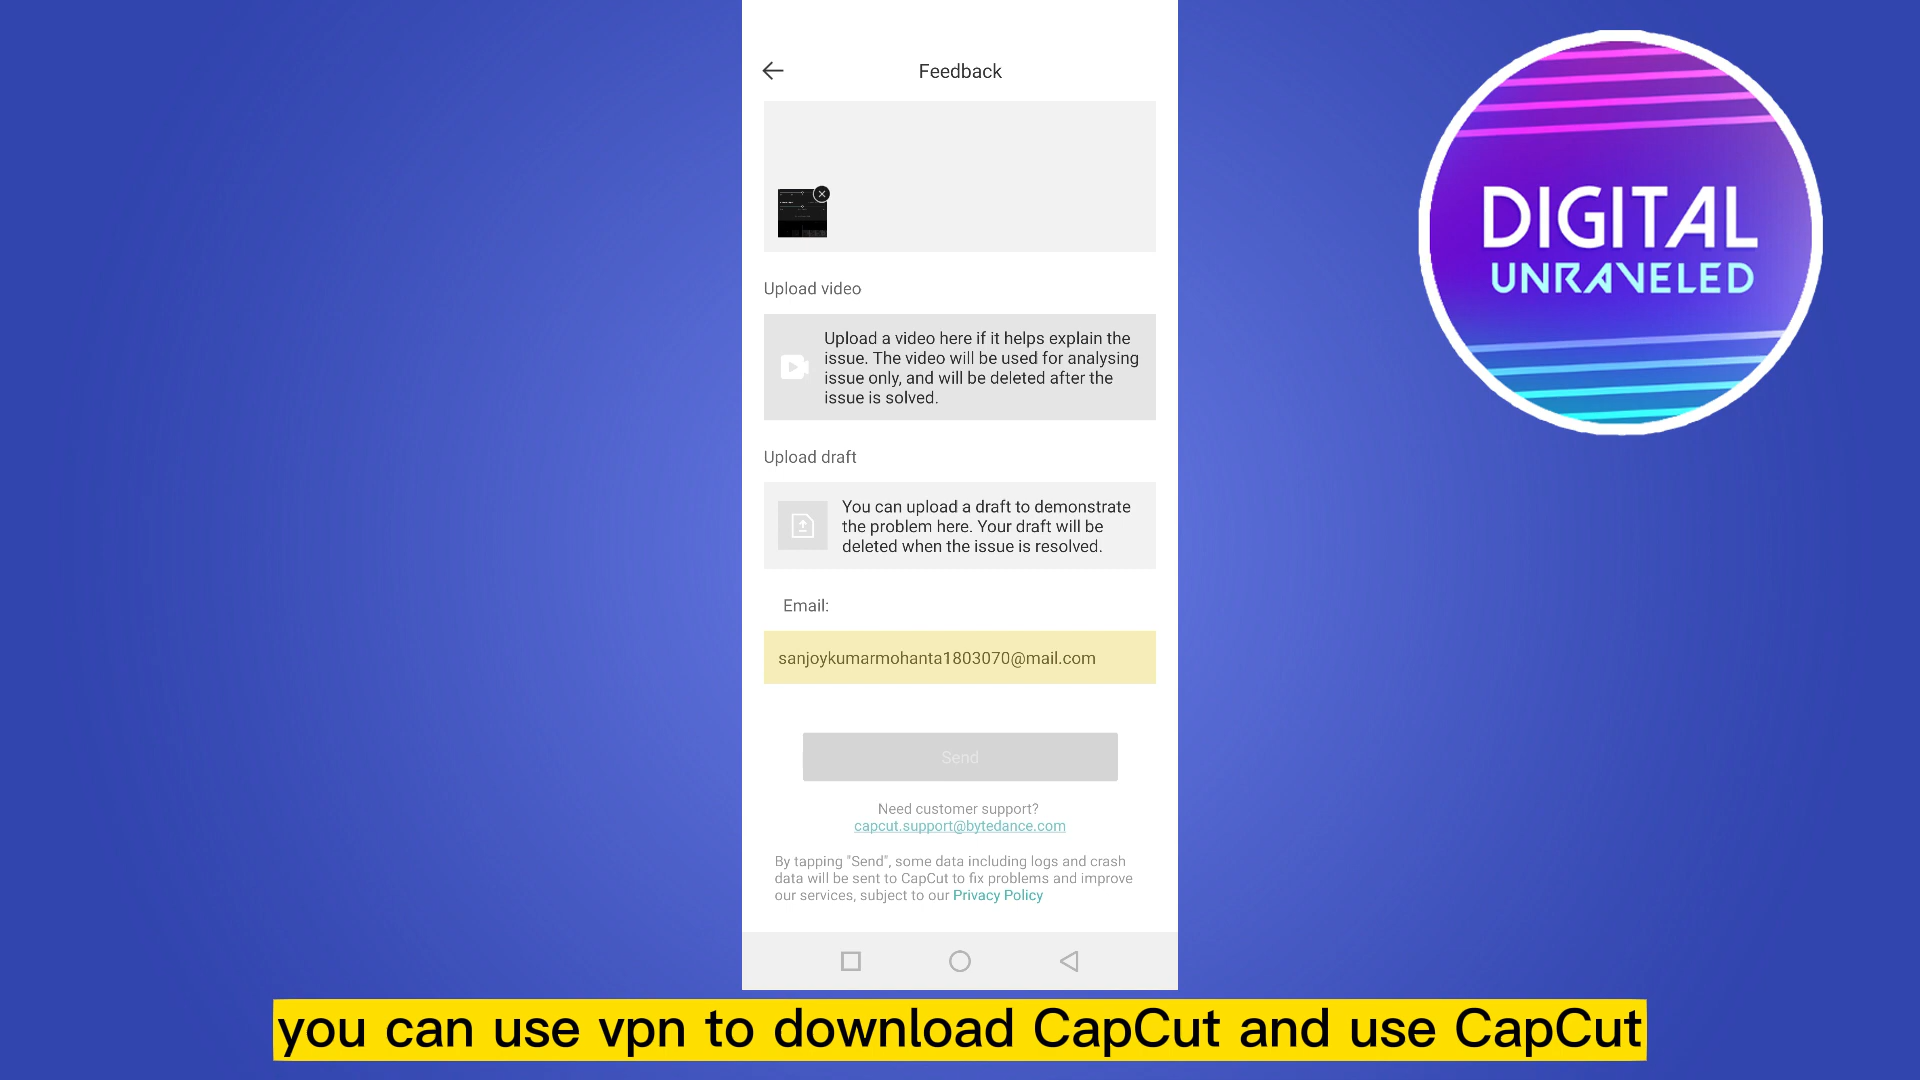 Feedback
DIGITAL
UNRAVELED
Upload video
Upload a video here if it helps explain the
issue. The video will be used for analysing
issue only, and will be deleted after the
issue is solved.
Upload draft
You can upload a draft to demonstrate
the problem here. Your draft will be
deleted when the issue is resolved.
Email:
sanjoykumarmohanta1803070@mail.com
Send
Need customer support?
capcut.support@bytedance.com
By tapping "Send", some data including logs and crash
data will be sent to CapCut to fix problems and improve
our services, subject to our Privacy Policy
you can use vpn to download CapCut and use CapCut